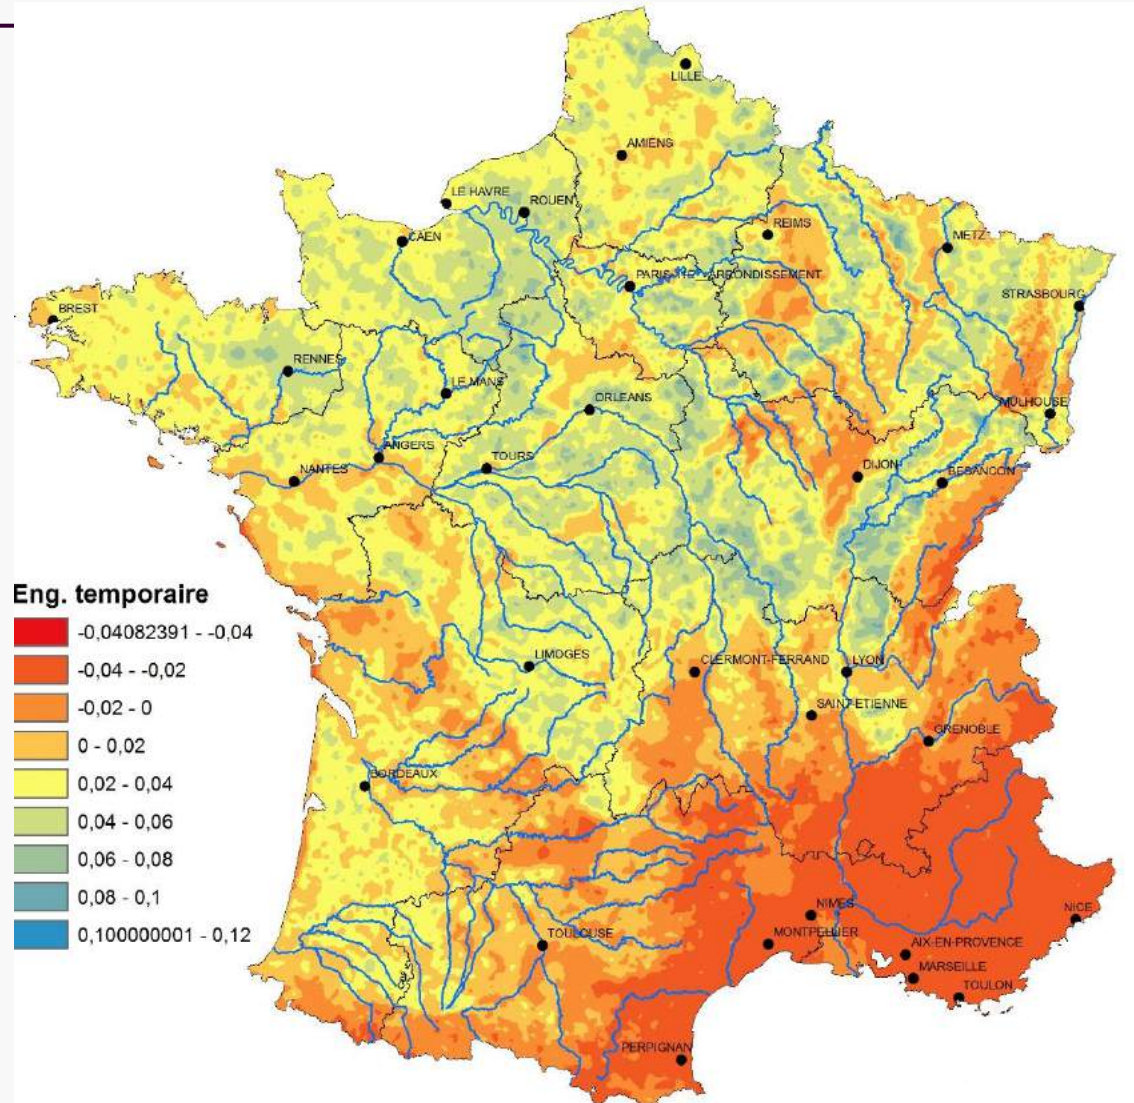 LILLE
AMIENS
LE HAVRE
ROUEN
REIMS
CAEN
METZ
PARIS-11E__ARRONDISSEMENT
STRASBOURG
BREST
RENNES
LE MANS
ORLEANS
MULHOUSE
ANGERS
TOURS
DIJON
BESANCON
NANTES
Eng. temporaire
-0,04082391 - -0,04
-0,04 - -0,02
-0,02 - 0
0 - 0,02
0,02 - 0,04
0,04 - 0,06
0,06 - 0,08
0,08 - 0,1
0,100000001 - 0,12
LIMOGES
CLERMONT-FERRAND
LYON
SAINT-ETIENNE
GRENOBLE
BORDEAUX
NIMES
NICE
TOULOUSE
MONTPELLIER
AIX-EN-PROVENCE
MARSEILLE
TOULON
PERPIGNAN